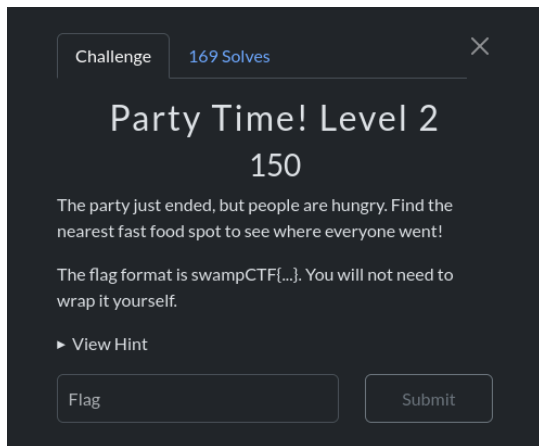 Challenge
169 Solves
Party Time! Level 2
150
The party just ended, but people are hungry. Find the
nearest fast food spot to see where everyone went!
The flag format is swampCTF{...}. You will not need to
wrap it yourself.
▸ View Hint
Flag
Submit